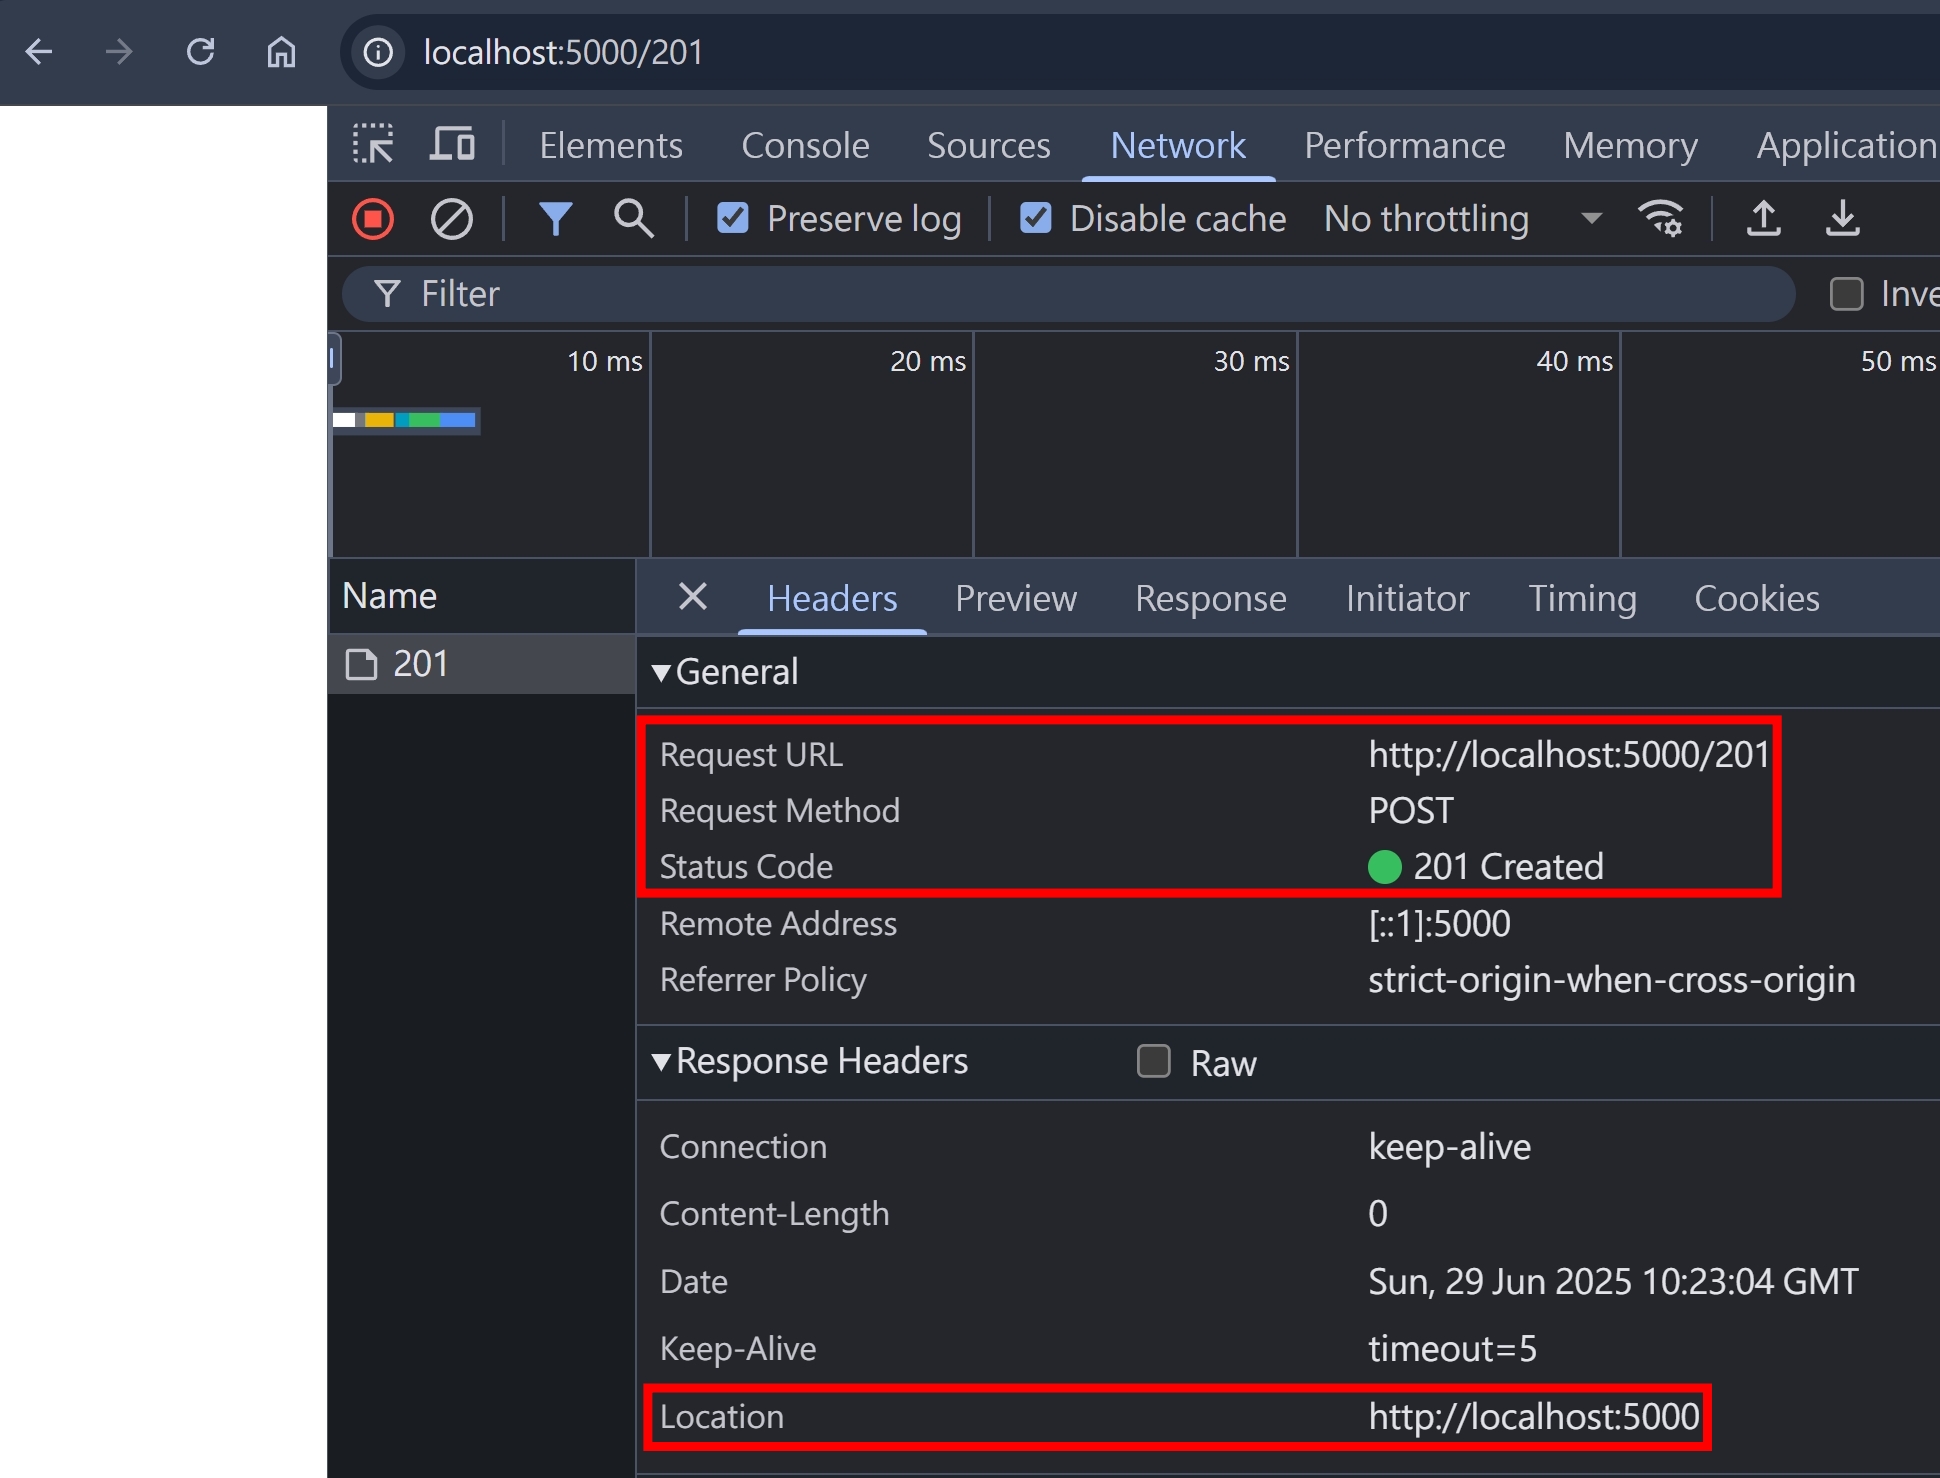 localhost:5000/201
Elements Console Sources Network Performance Memory Application
Preserve log Disable cache No throttling
Filter Inve
10 ms 20 ms 30 ms 40 ms 50 ms
Name Headers Preview Response Initiator Timing Cookies
201
General
Request URL http://localhost:5000/201
Request Method POST
Status Code 201 Created
Remote Address [::1]:5000
Referrer Policy strict-origin-when-cross-origin
Response Headers Raw
Connection keep-alive
Content-Length 0
Date Sun, 29 Jun 2025 10:23:04 GMT
Keep-Alive timeout=5
Location http://localhost:5000